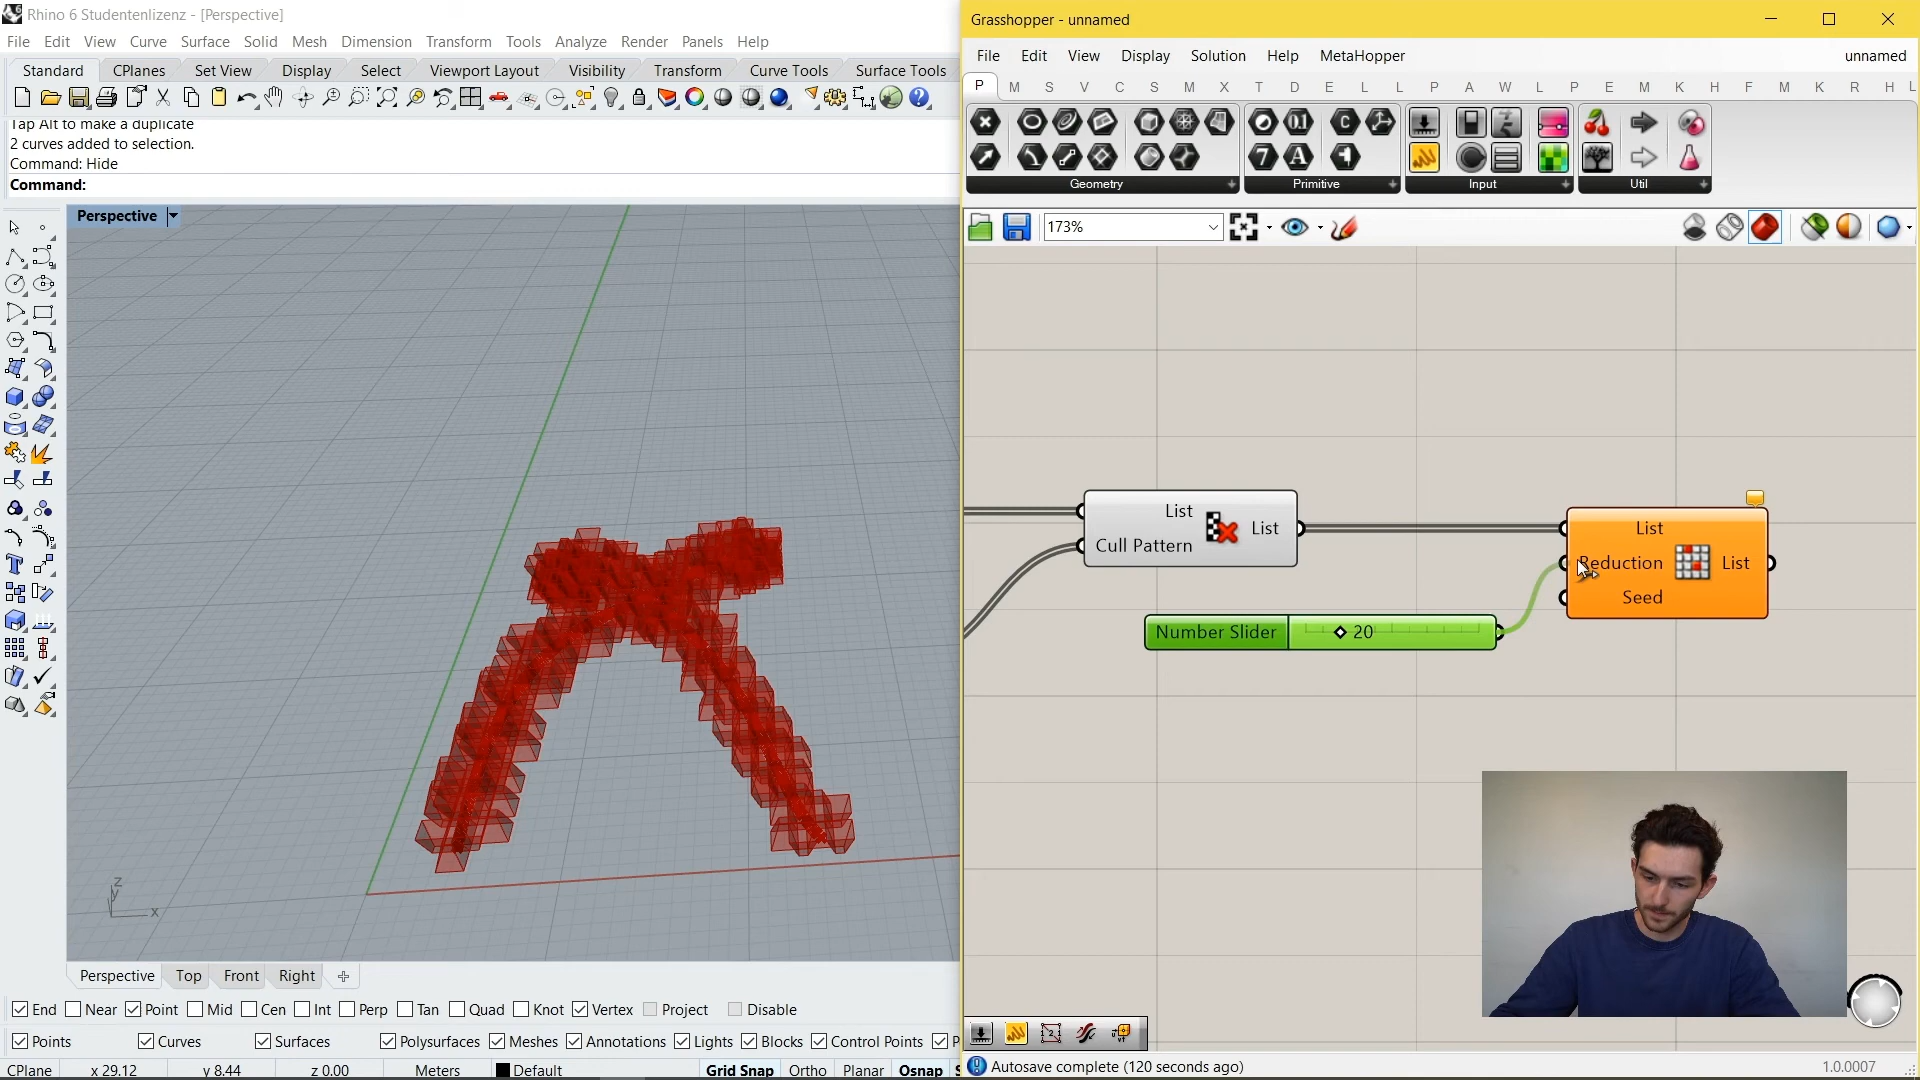 Rhino 6 Studentenlizenz - [Perspective]
File Edit View Curve Surface Solid Mesh Dimension Transform Tools Analyze Render Panels Help
Standard CPlanes Set View Display Select Viewport Layout Visibility Transform Curve Tools Surface Tools
Tap Alt to make a duplicate
2 curves added to selection.
Command: Hide
Command:
Perspective
z
y
x
Perspective Top Front Right
End Near Point Mid Cen Int Perp Tan Quad Knot Vertex Project Disable
Points Curves Surfaces Polysurfaces Meshes Annotations Lights Blocks Control Points P
CPlane x 29.12 y 8.44 z 0.00 Meters Default Grid Snap Ortho Planar Osnap
Grasshopper - unnamed
File Edit View Display Solution Help MetaHopper unnamed
P M S V C S M X T D E L L P A W L P E M K H F M K R H L
Geometry Primitive Input Util
173%
List
Cull Pattern
List
Number Slider 20
List
Reduction
Seed
List
Autosave complete (120 seconds ago) 1.0.0007